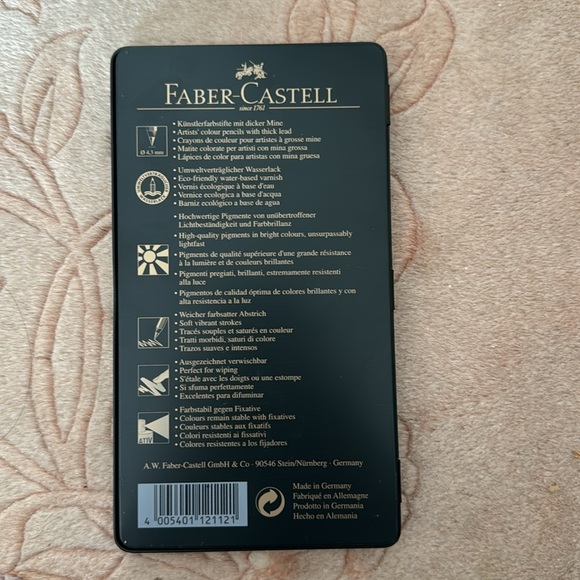 FABER-CASTELL
since 1761
Ø 4,3 mm
• Künstlerfarbstifte mit dicker Mine
• Artists' colour pencils with thick lead
• Crayons de couleur pour artistes à grosse mine
• Matite colorate per artisti con mina grossa
• Lápices de color para artistas con mina gruesa
• Umweltverträglicher Wasserlack
• Eco-friendly water-based varnish
• Vernis écologique à base d'eau
• Vernice ecologica a base d'acqua
• Barniz ecológico a base de agua
• Hochwertige Pigmente von unübertroffener
Lichtbeständigkeit und Farbbrillanz
• High-quality pigments in bright colours, unsurpassably
lightfast
• Pigments de qualité supérieure d'une grande résistance
à la lumière et de couleurs brillantes
• Pigmenti pregiati, brillanti, estremamente resistenti
alla luce
• Pigmentos de calidad óptima de colores brillantes y con
alta resistencia a la luz
• Weicher farbsatter Abstrich
• Soft vibrant strokes
• Tracés souples et saturés en couleur
• Tratti morbidi, saturi di colore
• Trazos suaves e intensos
• Ausgezeichnet verwischbar
• Perfect for wiping
• S'étale avec les doigts ou une estompe
• Si sfuma perfettamente
• Excelentes para difuminar
• Farbstabil gegen Fixative
• Colours remain stable with fixatives
• Couleurs stables aux fixatifs
• Colori resistenti ai fissativi
• Colores resistentes a los fijadores
A.W. Faber-Castell GmbH & Co · 90546 Stein/Nürnberg · Germany
Made in Germany
Fabriqué en Allemagne
Prodotto in Germania
Hecho en Alemania
4 005401 121121